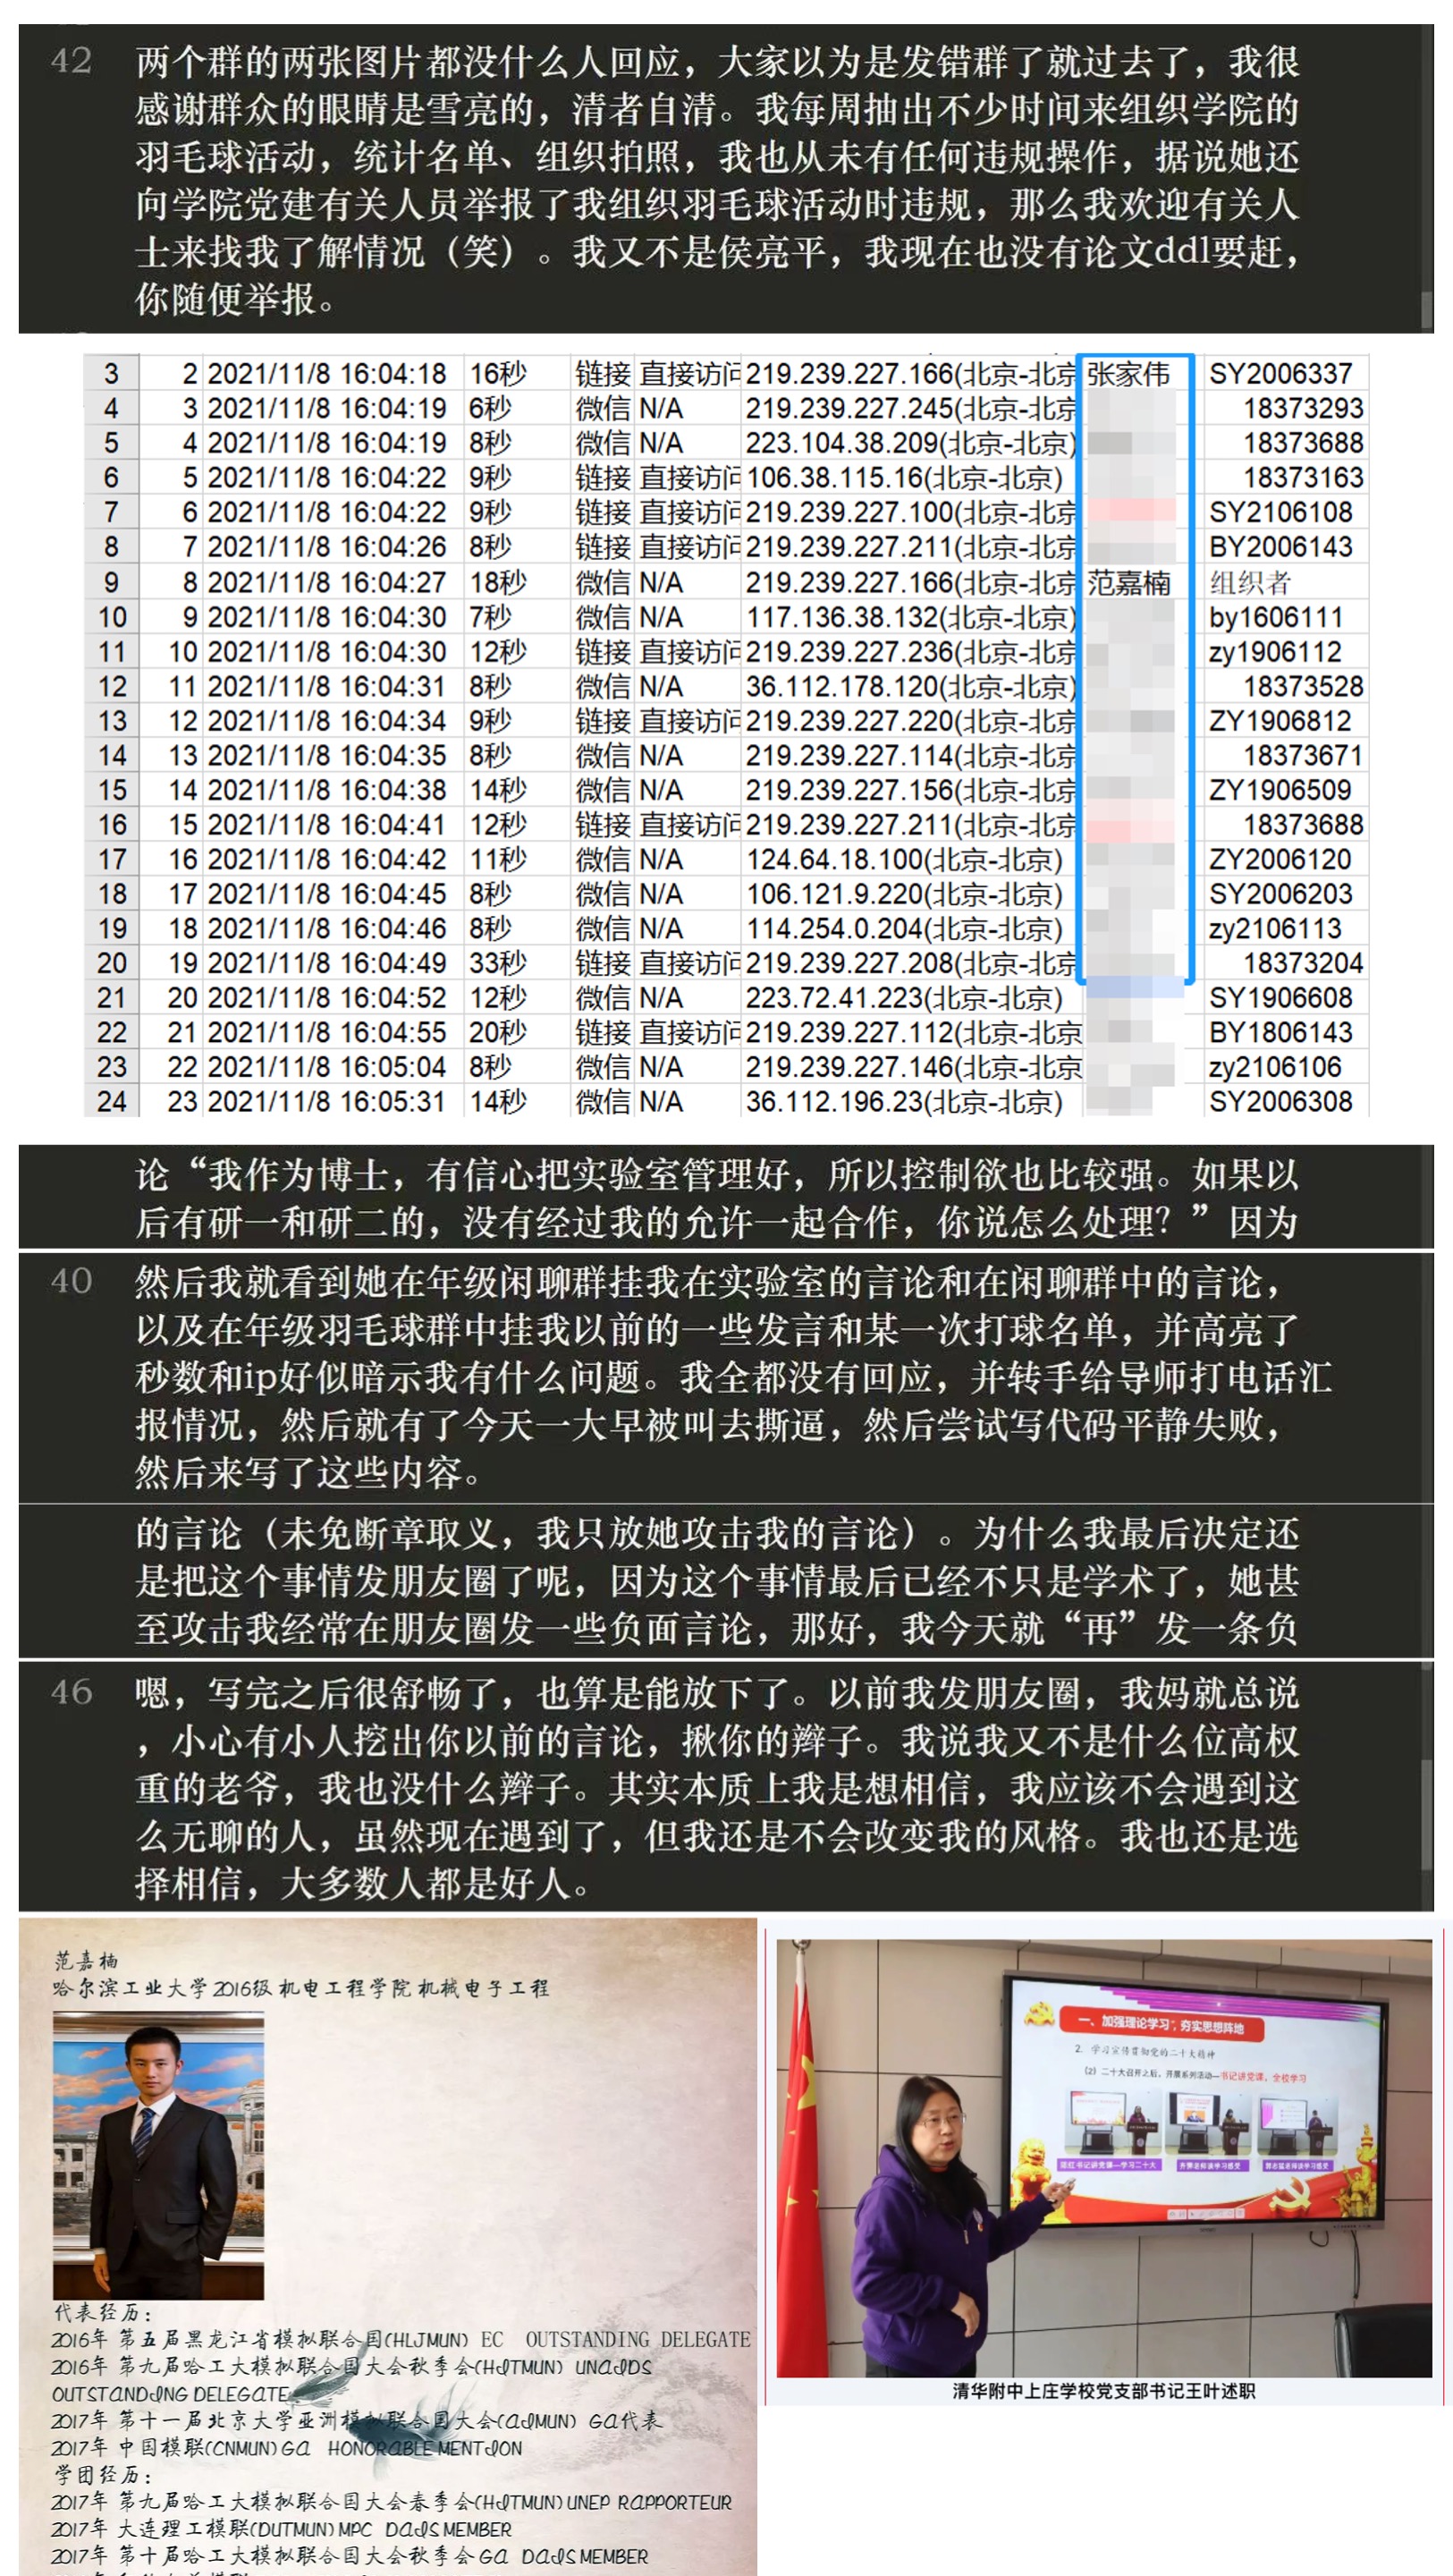 42 两个群的两张图片都没什么人回应，大家以为是发错群了就过去了，我很
感谢群众的眼睛是雪亮的，清者自清。我每周抽出不少时间来组织学院的
羽毛球活动，统计名单、组织拍照，我也从未有任何违规操作，据说她还
向学院党建有关人员举报了我组织羽毛球活动时违规，那么我欢迎有关人
士来找我了解情况（笑）。我又不是侯亮平，我现在也没有论文ddl要赶，
你随便举报。
3 2 2021/11/8 16:04:18 16秒 链接 直接访问 219.239.227.166(北京-北京 张家伟 SY2006337
4 3 2021/11/8 16:04:19 6秒 微信 N/A 219.239.227.245(北京-北京 18373293
5 4 2021/11/8 16:04:19 8秒 微信 N/A 223.104.38.209(北京-北京) 18373688
6 5 2021/11/8 16:04:22 9秒 链接 直接访问 106.38.115.16(北京-北京) 18373163
7 6 2021/11/8 16:04:22 9秒 链接 直接访问 219.239.227.100(北京-北京 SY2106108
8 7 2021/11/8 16:04:26 8秒 链接 直接访问 219.239.227.211(北京-北京 BY2006143
9 8 2021/11/8 16:04:27 18秒 微信 N/A 219.239.227.166(北京-北京 范嘉楠 组织者
10 9 2021/11/8 16:04:30 7秒 微信 N/A 117.136.38.132(北京-北京) by1606111
11 10 2021/11/8 16:04:30 12秒 链接 直接访问 219.239.227.236(北京-北京 zy1906112
12 11 2021/11/8 16:04:31 8秒 微信 N/A 36.112.178.120(北京-北京) 18373528
13 12 2021/11/8 16:04:34 9秒 链接 直接访问 219.239.227.220(北京-北京 ZY1906812
14 13 2021/11/8 16:04:35 8秒 微信 N/A 219.239.227.114(北京-北京 18373671
15 14 2021/11/8 16:04:38 14秒 微信 N/A 219.239.227.156(北京-北京 ZY1906509
16 15 2021/11/8 16:04:41 12秒 链接 直接访问 219.239.227.211(北京-北京 18373688
17 16 2021/11/8 16:04:42 11秒 微信 N/A 124.64.18.100(北京-北京) ZY2006120
18 17 2021/11/8 16:04:45 8秒 微信 N/A 106.121.9.220(北京-北京) SY2006203
19 18 2021/11/8 16:04:46 8秒 微信 N/A 114.254.0.204(北京-北京) zy2106113
20 19 2021/11/8 16:04:49 33秒 链接 直接访问 219.239.227.208(北京-北京 18373204
21 20 2021/11/8 16:04:52 12秒 微信 N/A 223.72.41.223(北京-北京) SY1906608
22 21 2021/11/8 16:04:55 20秒 链接 直接访问 219.239.227.112(北京-北京 BY1806143
23 22 2021/11/8 16:05:04 8秒 微信 N/A 219.239.227.146(北京-北京 zy2106106
24 23 2021/11/8 16:05:31 14秒 微信 N/A 36.112.196.23(北京-北京) SY2006308
论“我作为博士，有信心把实验室管理好，所以控制欲也比较强。如果以
后有研一和研二的，没有经过我的允许一起合作，你说怎么处理？”因为
40 然后我就看到她在年级闲聊群挂我在实验室的言论和在闲聊群中的言论，
以及在年级羽毛球群中挂我以前的一些发言和某一次打球名单，并高亮了
秒数和ip好似暗示我有什么问题。我全都没有回应，并转手给导师打电话汇
报情况，然后就有了今天一大早被叫去撕逼，然后尝试写代码平静失败，
然后来写了这些内容。
的言论（未免断章取义，我只放她攻击我的言论）。为什么我最后决定还
是把这个事情发朋友圈了呢，因为这个事情最后已经不只是学术了，她甚
至攻击我经常在朋友圈发一些负面言论，那好，我今天就“再”发一条负
46 嗯，写完之后很舒畅了，也算是能放下了。以前我发朋友圈，我妈就总说
，小心有小人挖出你以前的言论，揪你的辫子。我说我又不是什么位高权
重的老爷，我也没什么辫子。其实本质上我是想相信，我应该不会遇到这
么无聊的人，虽然现在遇到了，但我还是不会改变我的风格。我也还是选
择相信，大多数人都是好人。
范嘉楠
哈尔滨工业大学2016级机电工程学院机械电子工程
代表经历：
2016年 第五届黑龙江省模拟联合国(HLJMUN) EC OUTSTANDING DELEGATE
2016年 第九届哈工大模拟联合国大会秋季会(HITMUN) UNAIDS
OUTSTANDING DELEGATE
2017年 第十一届北京大学亚洲模拟联合国大会(AIMUN) GA代表
2017年 中国模联(CNMUN)GA HONORABLE MENTION
学团经历：
2017年 第九届哈工大模拟联合国大会春季会(HITMUN)UNEP RAPPORTEUR
2017年 大连理工模联(DUTMUN)MPC DAIS MEMBER
2017年 第十届哈工大模拟联合国大会秋季会GA DAIS MEMBER
一、加强理论学习，夯实思想阵地
2. 学习宣传贯彻党的二十大精神
(2) 二十大召开之后，开展系列活动—书记讲党课，全校学习
清华附中上庄学校党支部书记王叶述职